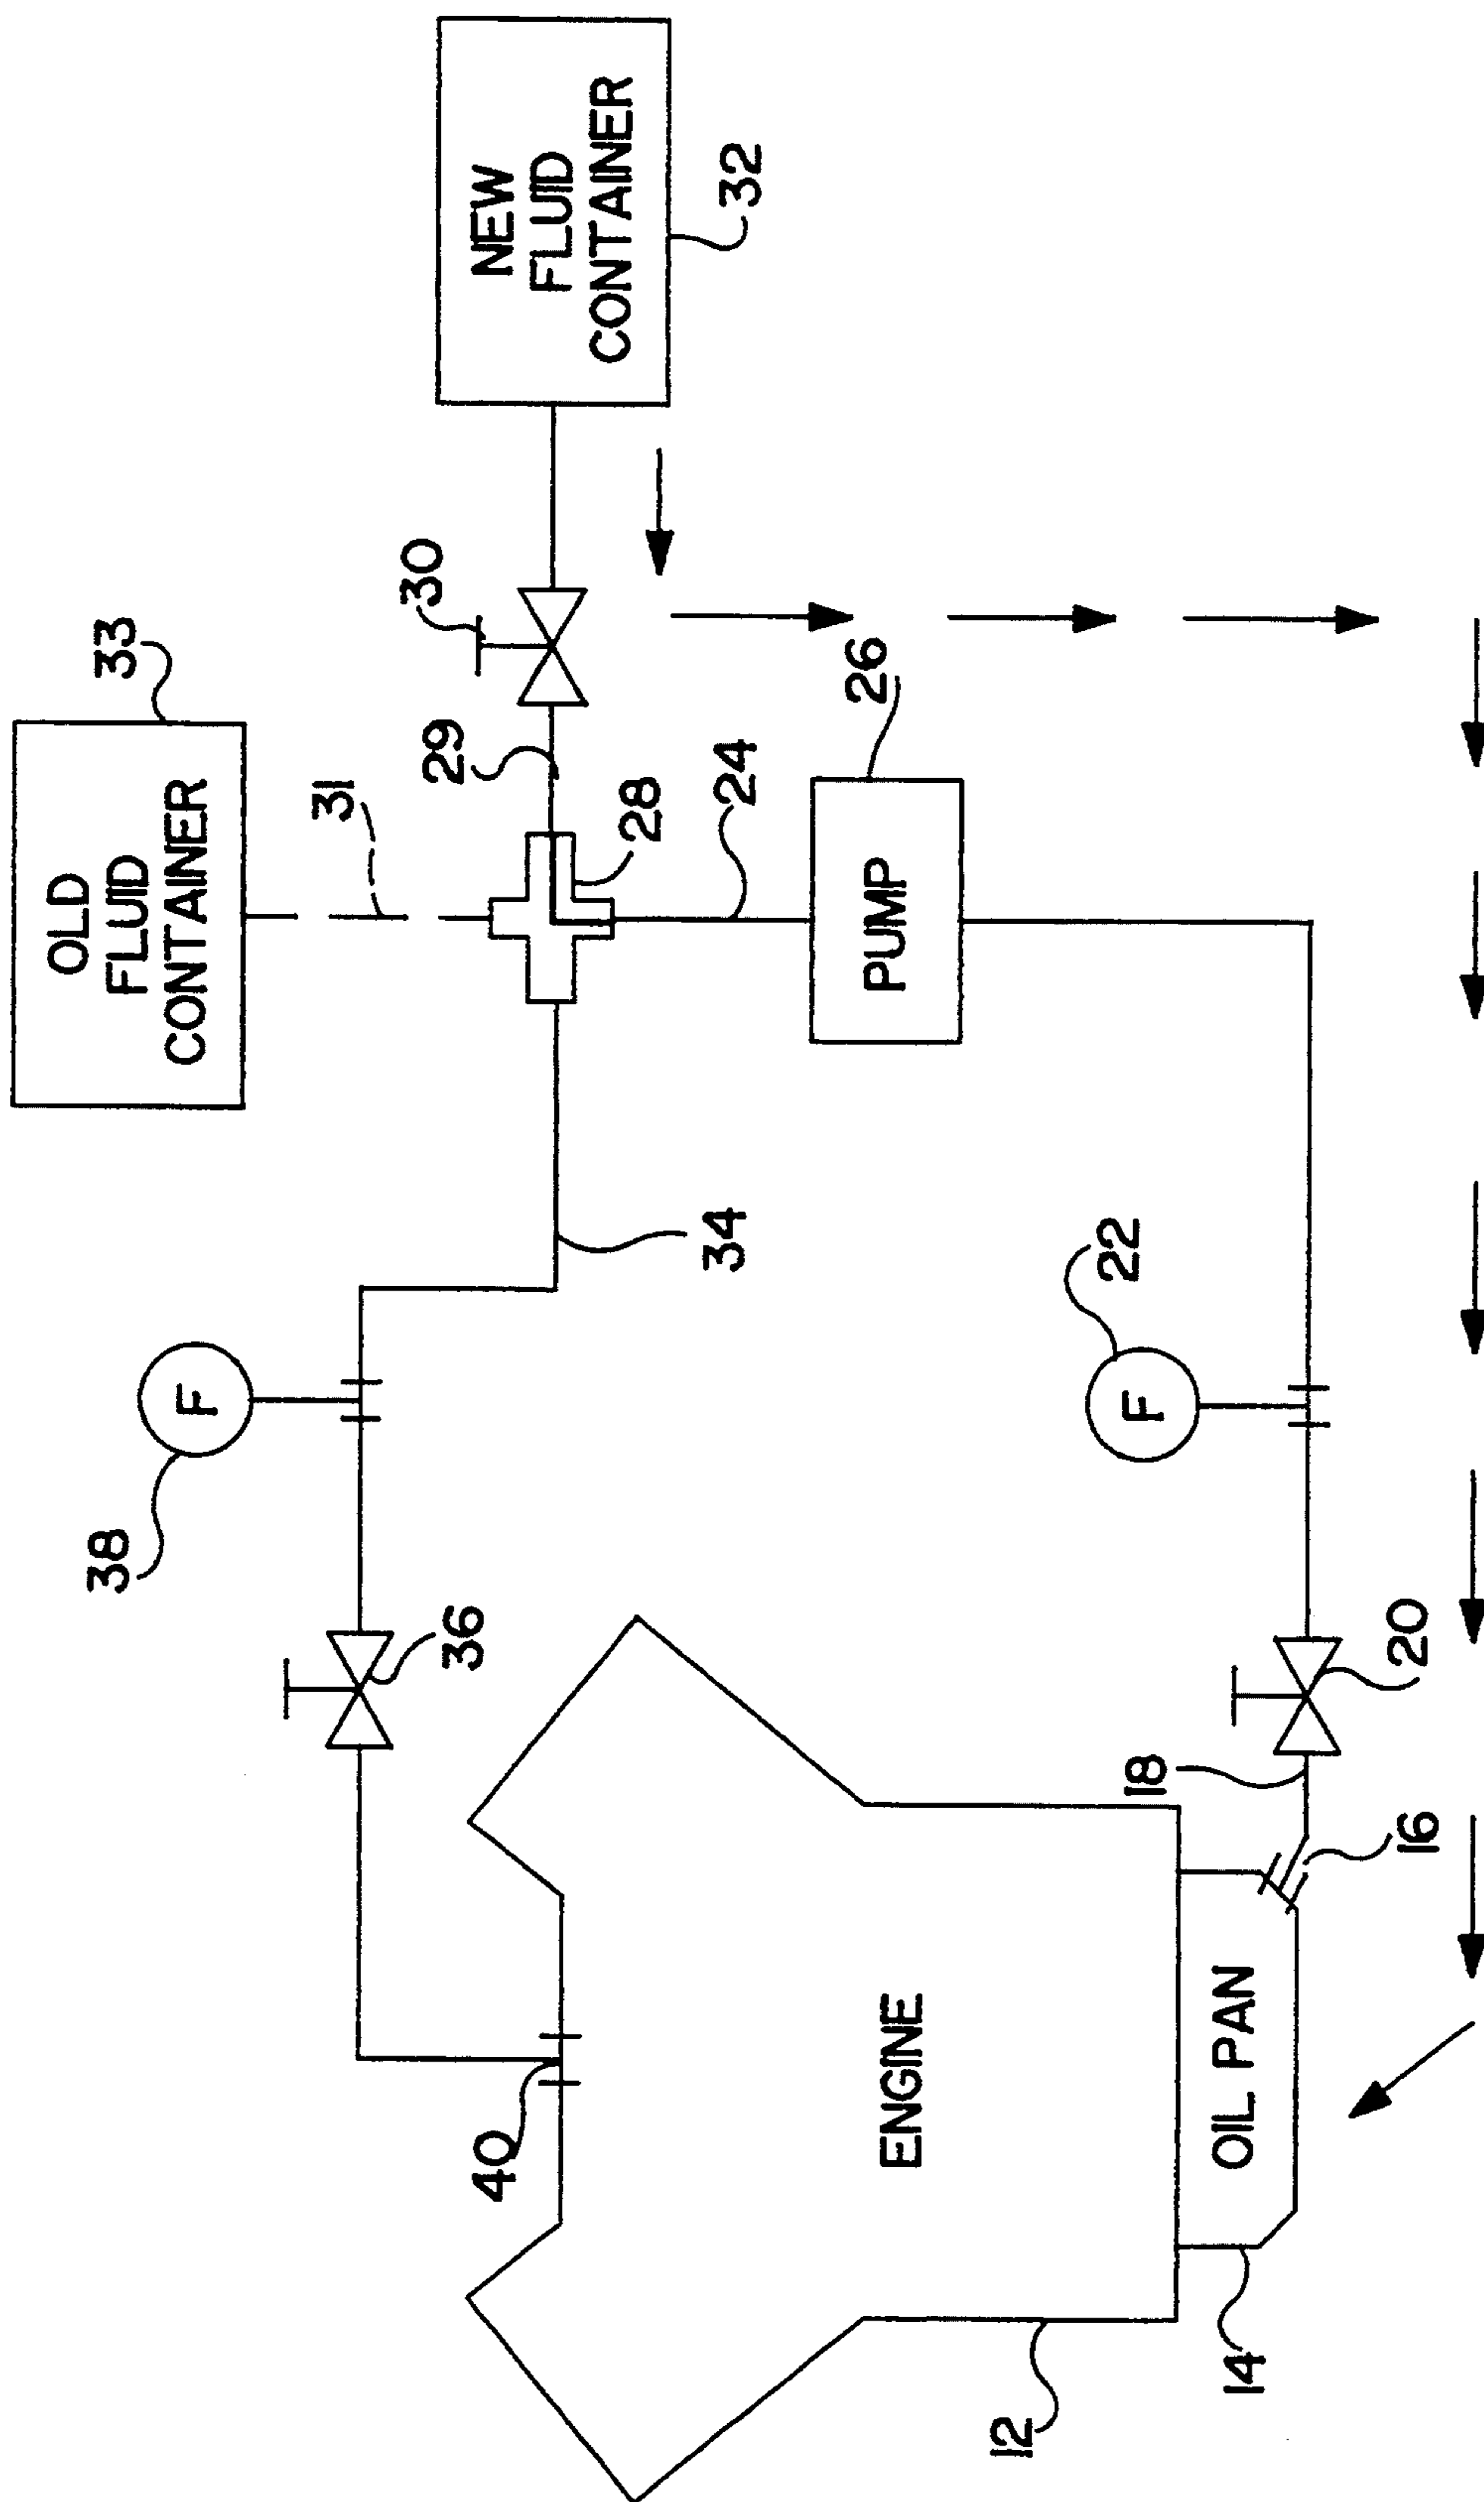 OLD
FLUID
CONTAINER
33
31
NEW
FLUID
CONTAINER
32
30
29
28
24
26
PUMP
34
38
F
36
22
F
20
18
16
40
ENGINE
OIL PAN
12
14